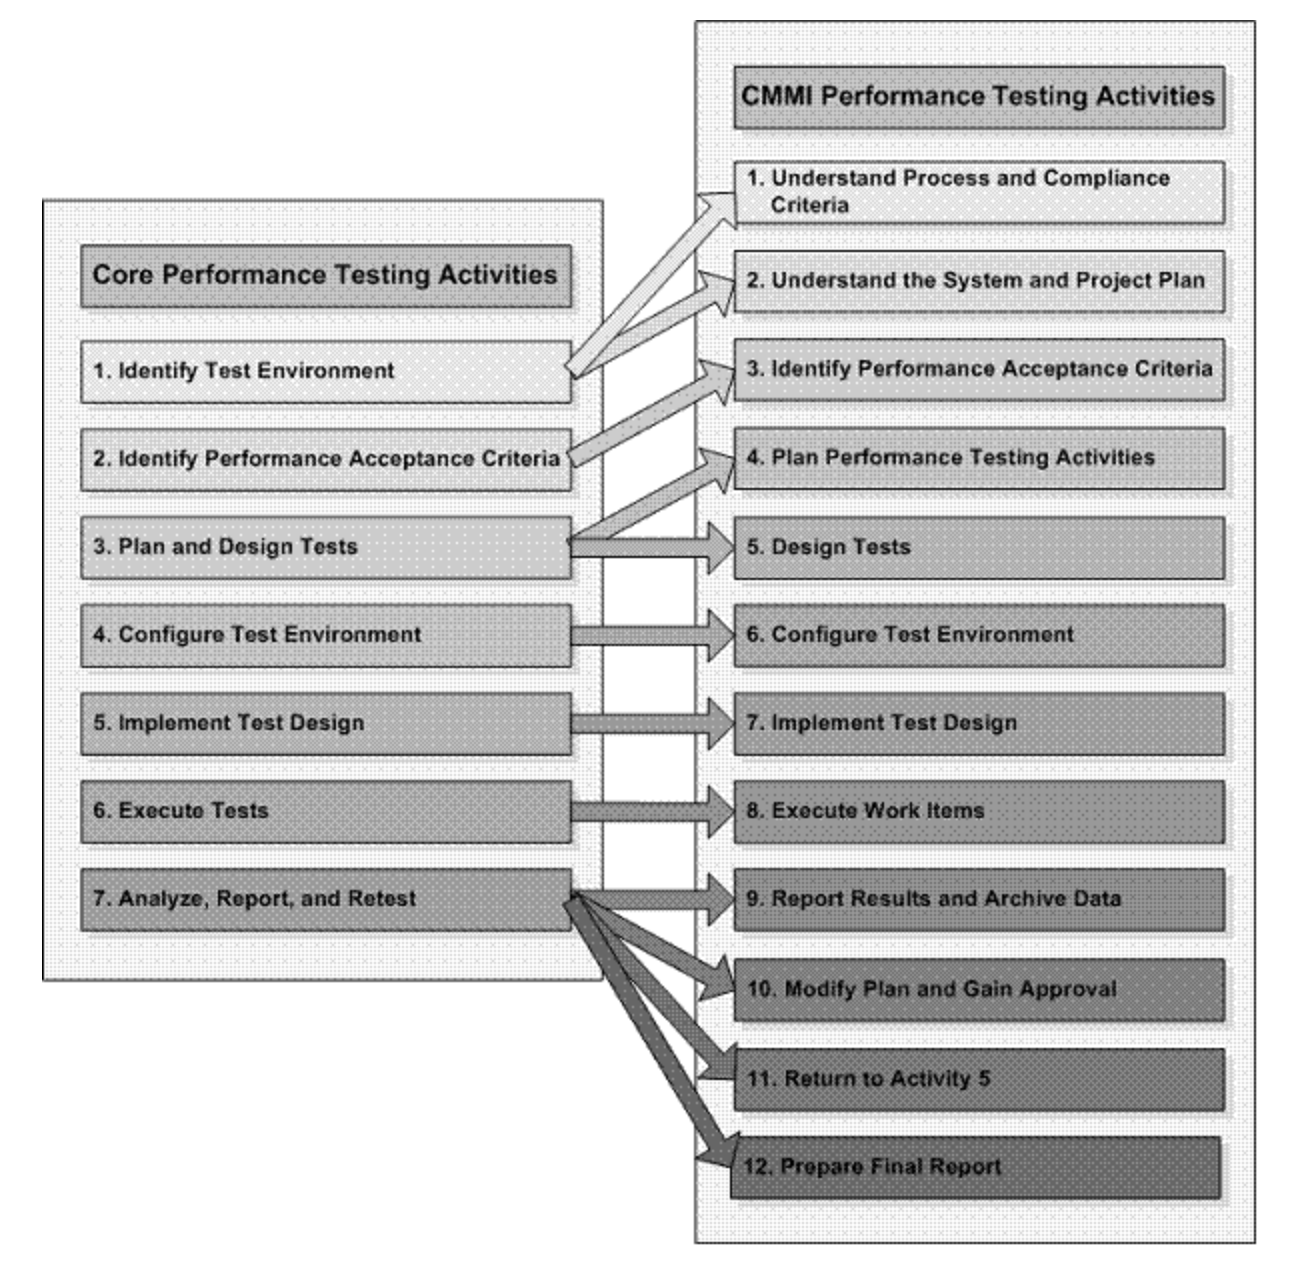 Core Performance Testing Activities
1. Identify Test Environment
2. Identify Performance Acceptance Criteria
3. Plan and Design Tests
4. Configure Test Environment
5. Implement Test Design
6. Execute Tests
7. Analyze, Report, and Retest
CMMI Performance Testing Activities
1. Understand Process and Compliance
Criteria
2. Understand the System and Project Plan
3. Identify Performance Acceptance Criteria
4. Plan Performance Testing Activities
5. Design Tests
6. Configure Test Environment
7. Implement Test Design
8. Execute Work Items
9. Report Results and Archive Data
10. Modify Plan and Gain Approval
11. Return to Activity 5
12. Prepare Final Report